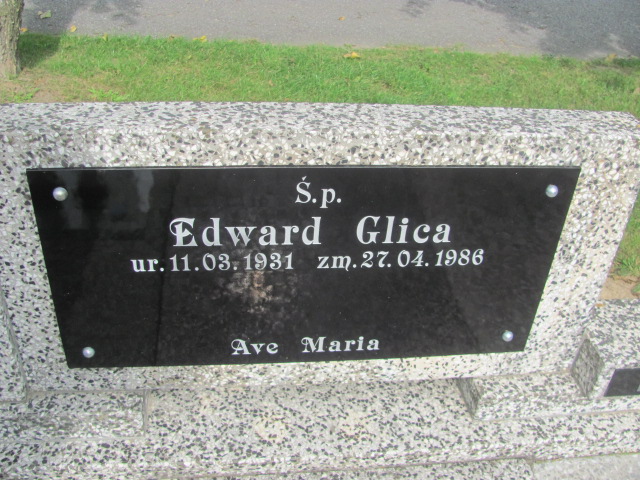 Ś.p.
Edward Glica
ur.11.03.1931 zm.27.04.1986
Ave Maria